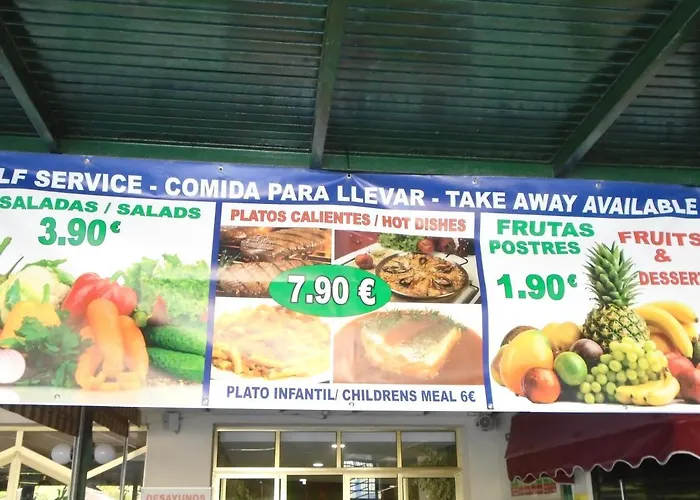 LF SERVICE - COMIDA PARA LLEVAR - TAKE AWAY AVAILABLE
SALADAS / SALADS
3.90€
PLATOS CALIENTES / HOT DISHES
7.90 €
PLATO INFANTIL/ CHILDRENS MEAL 6€
FRUTAS
POSTRES
1.90€
FRUITS
&
DESSERT
DESAYUNOS